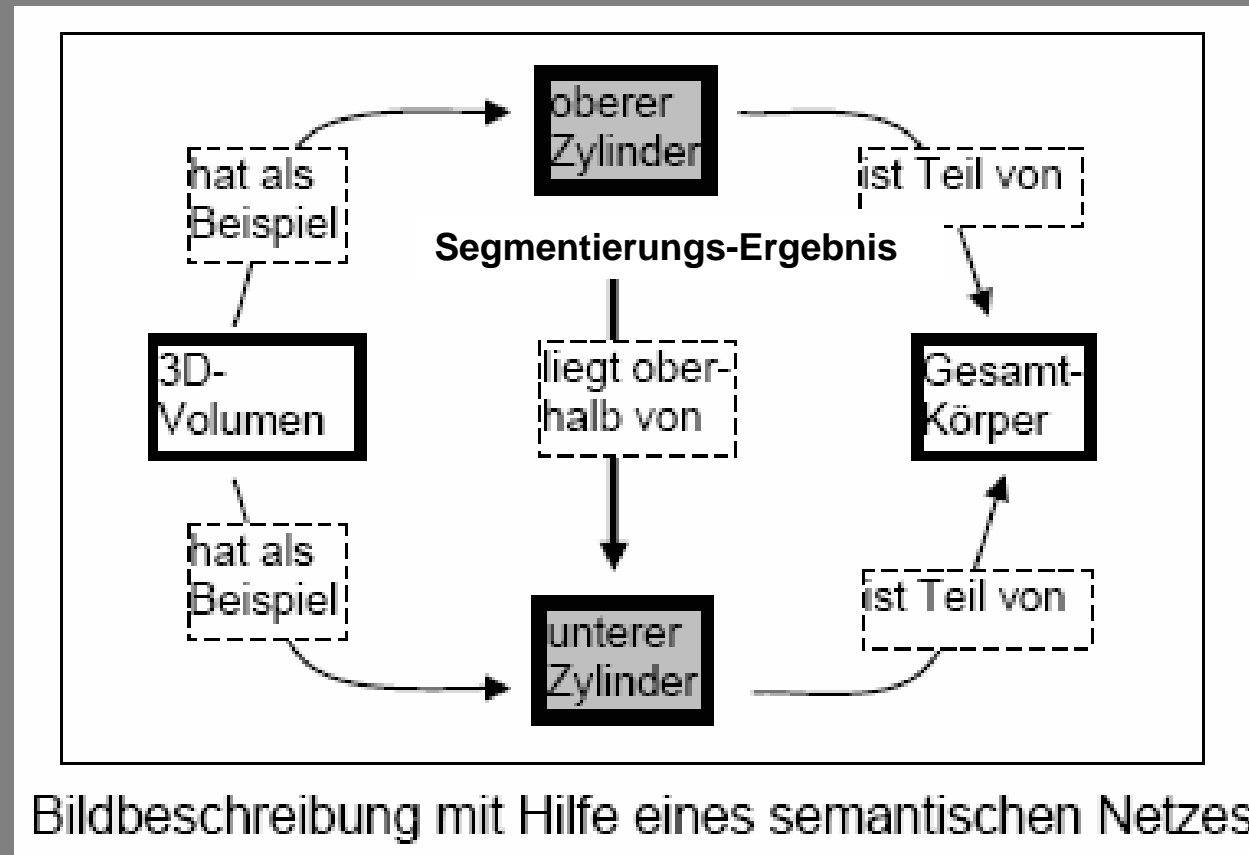 oberer
Zylinder
hat als
Beispiel
ist Teil von
Segmentierungs-Ergebnis
3D-
Volumen
liegt ober-
halb von
Gesamt-
Körper
hat als
Beispiel
ist Teil von
unterer
Zylinder
Bildbeschreibung mit Hilfe eines semantischen Netzes